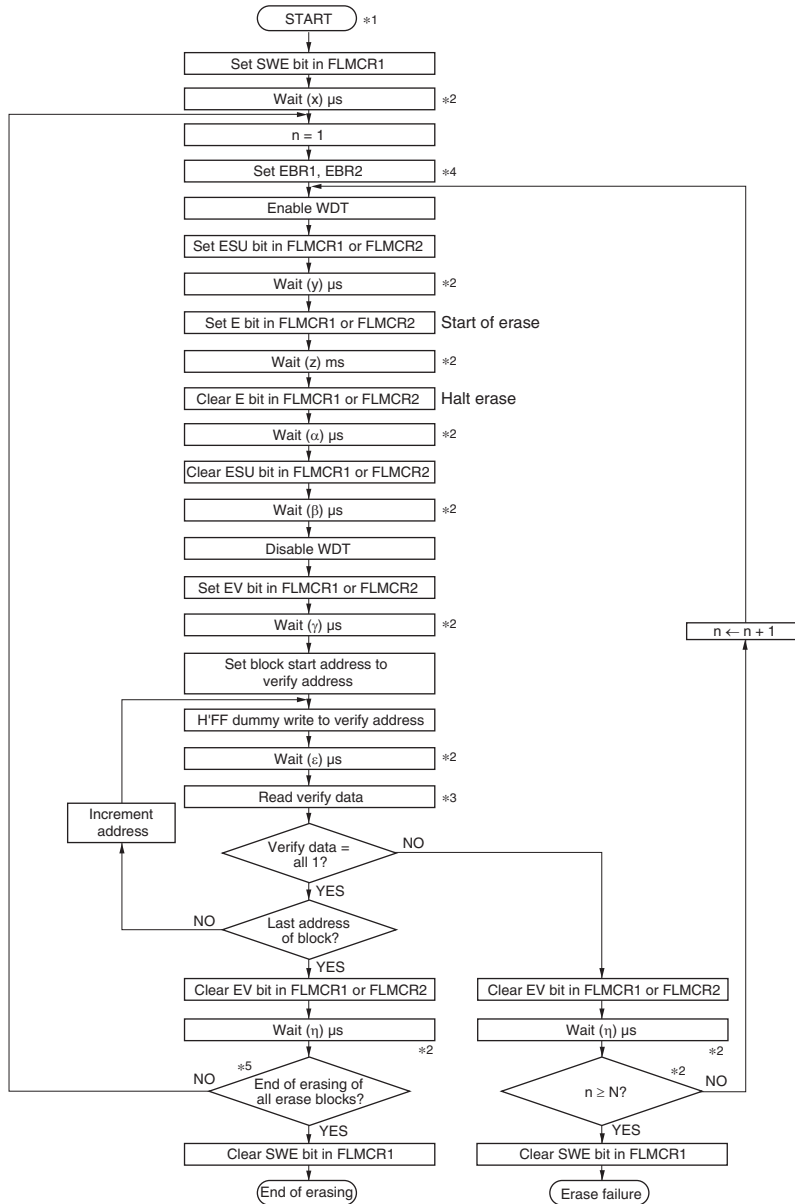 START *1
Set SWE bit in FLMCR1
Wait (x) µs *2
n = 1
Set EBR1, EBR2 *4
Enable WDT
Set ESU bit in FLMCR1 or FLMCR2
Wait (y) µs *2
Set E bit in FLMCR1 or FLMCR2 Start of erase
Wait (z) ms *2
Clear E bit in FLMCR1 or FLMCR2 Halt erase
Wait (α) µs *2
Clear ESU bit in FLMCR1 or FLMCR2
Wait (β) µs *2
Disable WDT
Set EV bit in FLMCR1 or FLMCR2
Wait (γ) µs *2
n ← n + 1
Set block start address to
verify address
H'FF dummy write to verify address
Wait (ε) µs *2
Read verify data *3
Increment
address
Verify data =
all 1?
NO
YES
NO
Last address
of block?
YES
Clear EV bit in FLMCR1 or FLMCR2
Clear EV bit in FLMCR1 or FLMCR2
Wait (η) µs
*2
Wait (η) µs
*2
NO
*5
End of erasing of
all erase blocks?
YES
*2
n ≥ N?
NO
YES
Clear SWE bit in FLMCR1
Clear SWE bit in FLMCR1
End of erasing
Erase failure